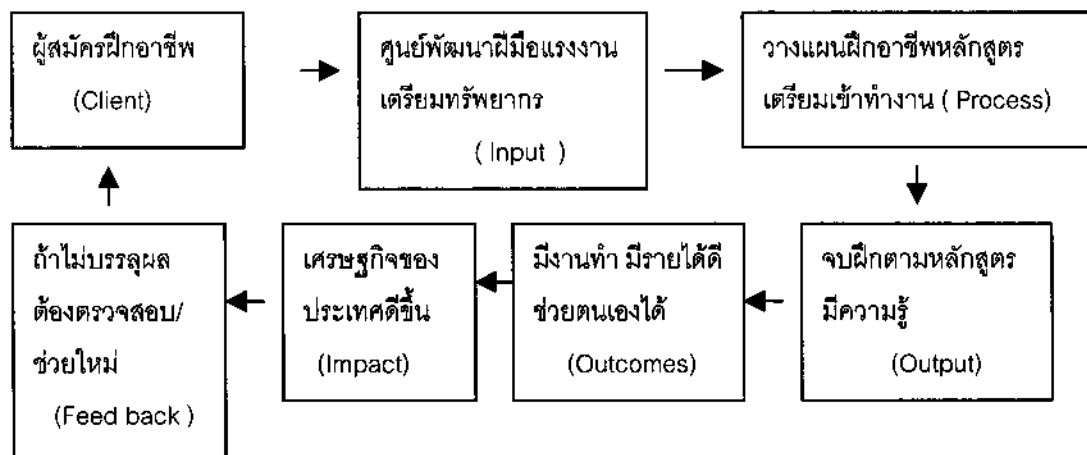 ผู้สมัครฝึกอาชีพ
(Client)
ศูนย์พัฒนาฝีมือแรงงาน
เตรียมทรัพยากร
( Input )
วางแผนฝึกอาชีพหลักสูตร
เตรียมเข้าทำงาน ( Process)
จบฝึกตามหลักสูตร
มีความรู้
(Output)
มีงานทำ มีรายได้ดี
ช่วยตนเองได้
(Outcomes)
เศรษฐกิจของ
ประเทศดีขึ้น
(Impact)
ถ้าไม่บรรลุผล
ต้องตรวจสอบ/
ช่วยใหม่
(Feed back )